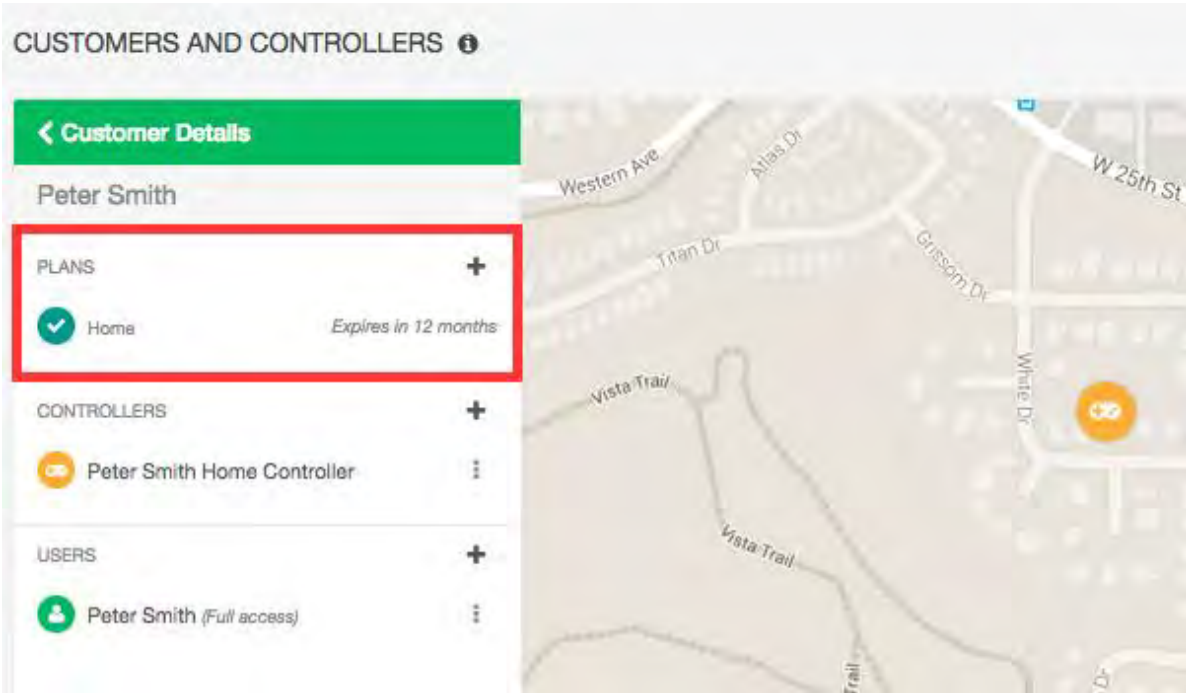 CUSTOMERS AND CONTROLLERS
Customer Details
Peter Smith
PLANS
Home Expires in 12 months
CONTROLLERS
Peter Smith Home Controller
USERS
Peter Smith (Full access)
Western Ave
Atlas Dr
W 25th St
Titan Dr
Grissom Dr
White Dr
Vista Trail
Vista Trail
Trail
Dr